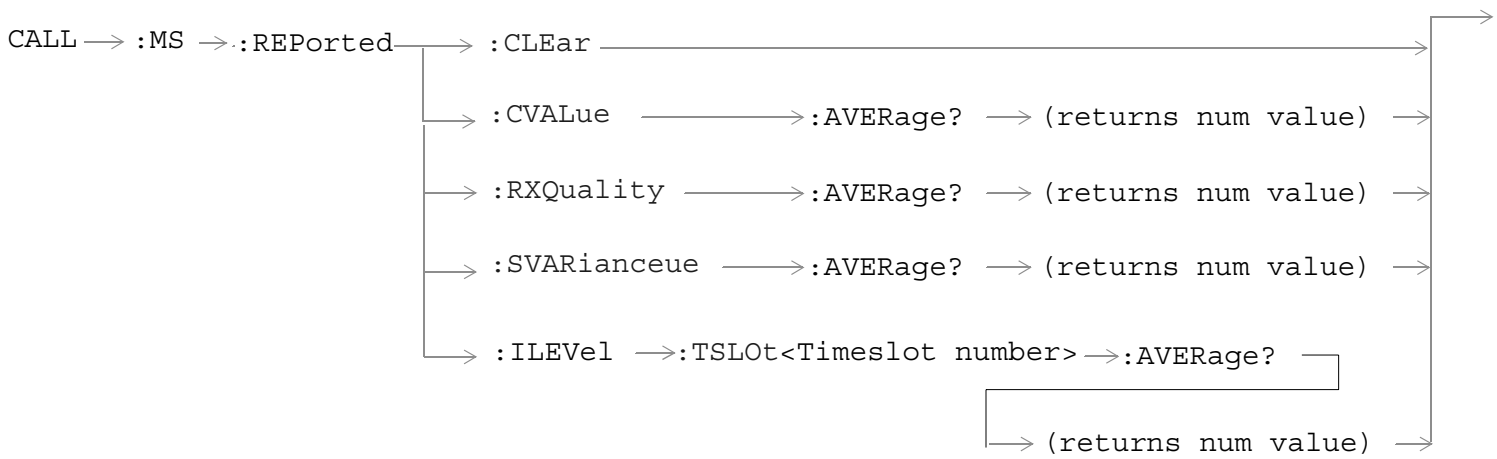 CALL :MS :REPorted :CLEar
:CVALue :AVERage? (returns num value)
:RXQuality :AVERage? (returns num value)
:SVARianceue :AVERage? (returns num value)
:ILEVel :TSLOt<Timeslot number> :AVERage?
(returns num value)